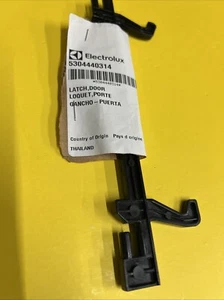 Electrolux
5304440314
LATCH,DOOR
LOQUET,PORTE
GANCHO-PUERTA
Country of Origin Pays d origine
THAILAND